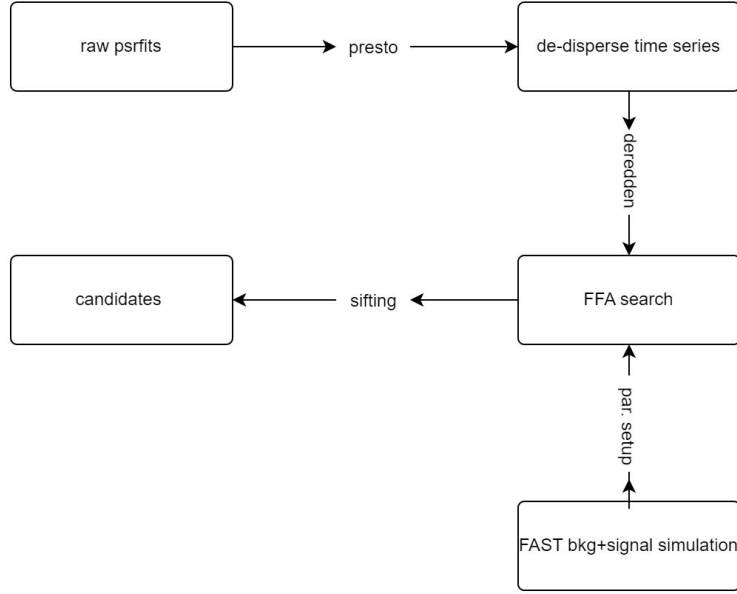 raw psrfits
presto
de-disperse time series
deredden
candidates
sifting
FFA search
par. setup
FAST bkg+signal simulation